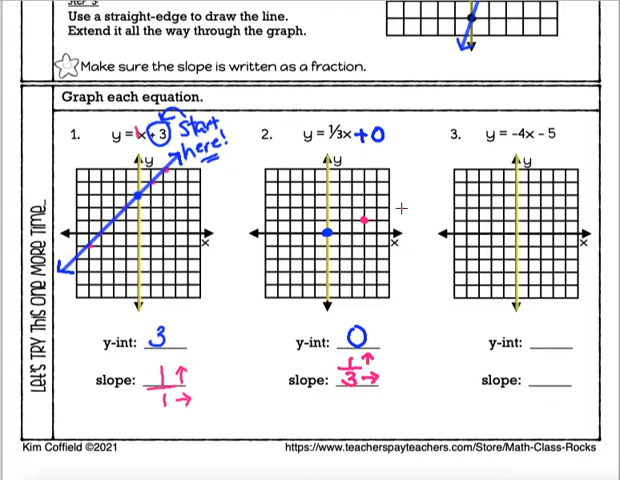 Use a straight-edge to draw the line.
Extend it all the way through the graph.
Make sure the slope is written as a fraction.
Graph each equation.
Let's TRY THIS ONE MORE TIME...
1. y = 1x + 3 start here!
2. y = 1/3x + 0
3. y = -4x - 5
y
y
y
x
x
x
y-int: 3
y-int: 0
y-int: ____
slope: 1↑
1→
slope: 1↑
3→
slope: ____
Kim Coffield ©2021
https://www.teacherspayteachers.com/Store/Math-Class-Rocks